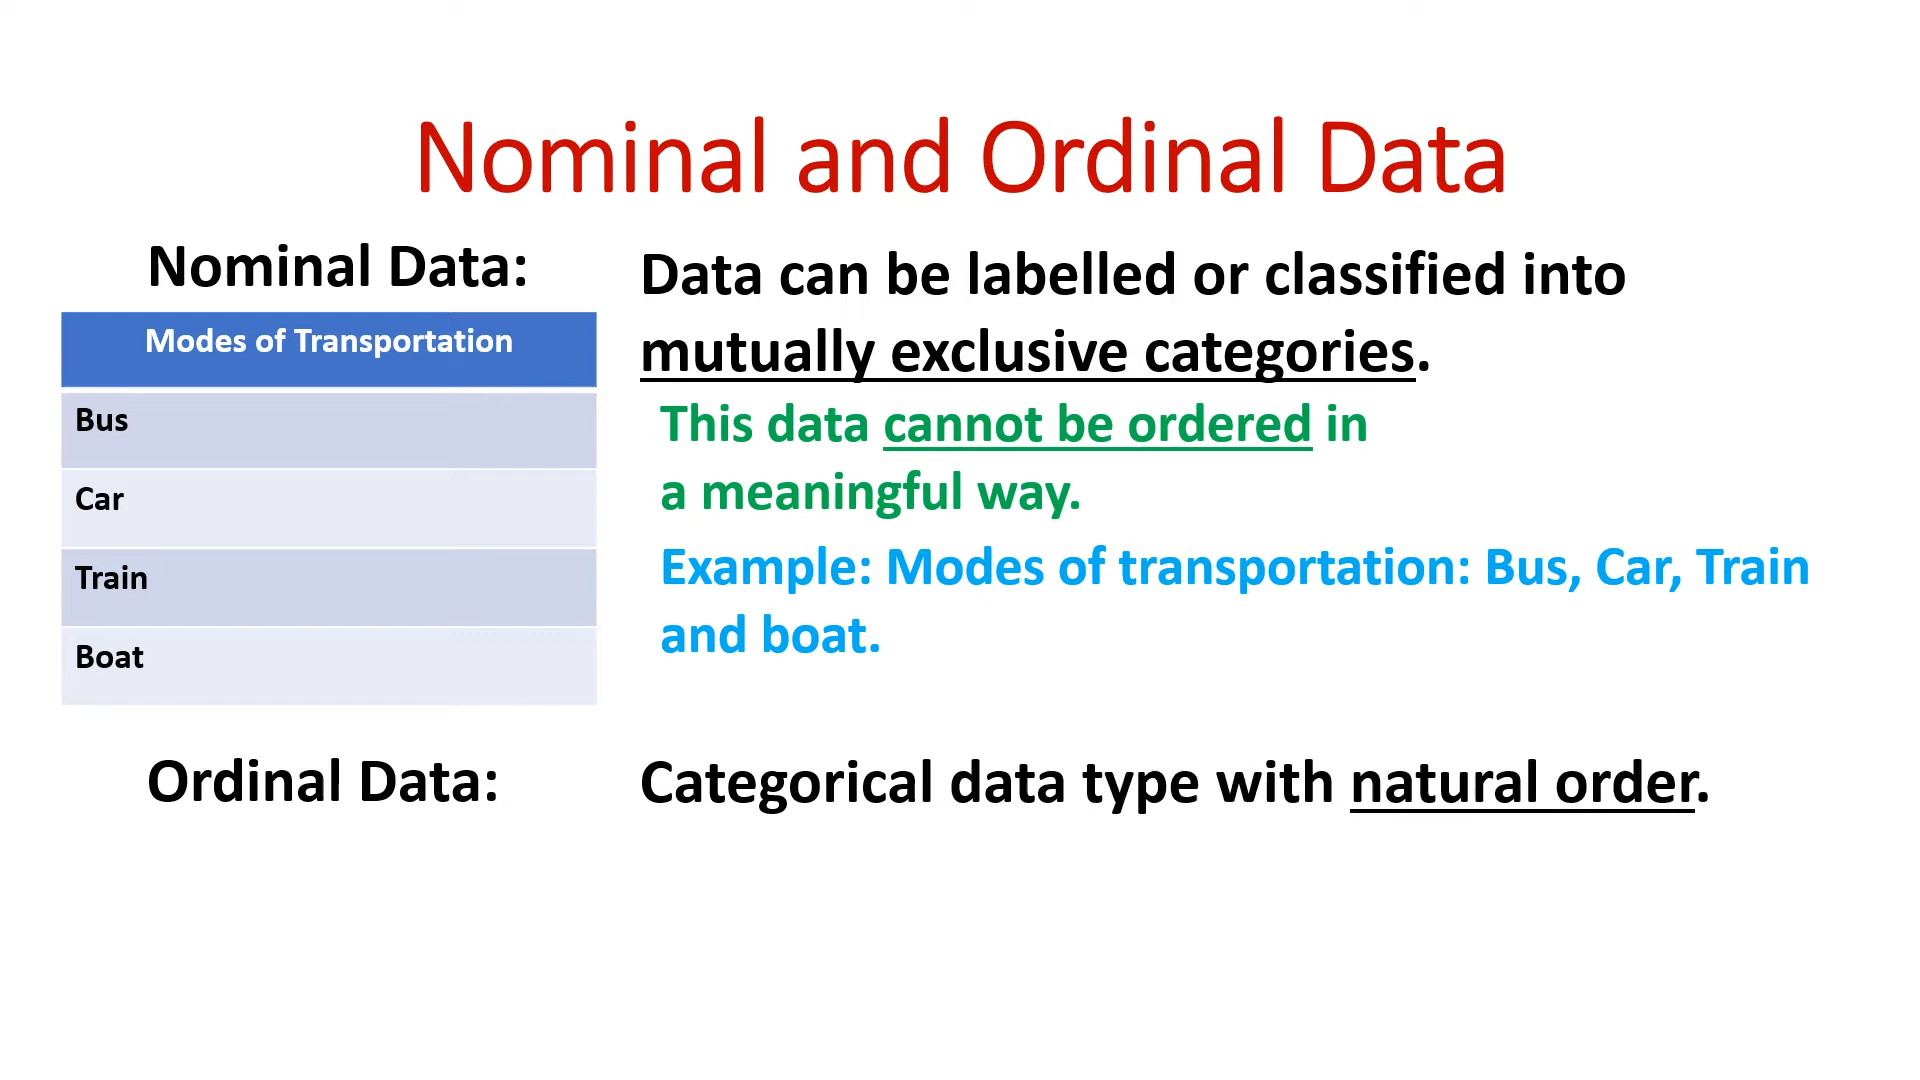 Nominal and Ordinal Data
Nominal Data:
Modes of Transportation
Bus
Car
Train
Boat
Data can be labelled or classified into
mutually exclusive categories.
This data cannot be ordered in
a meaningful way.
Example: Modes of transportation: Bus, Car, Train
and boat.
Ordinal Data:
Categorical data type with natural order.